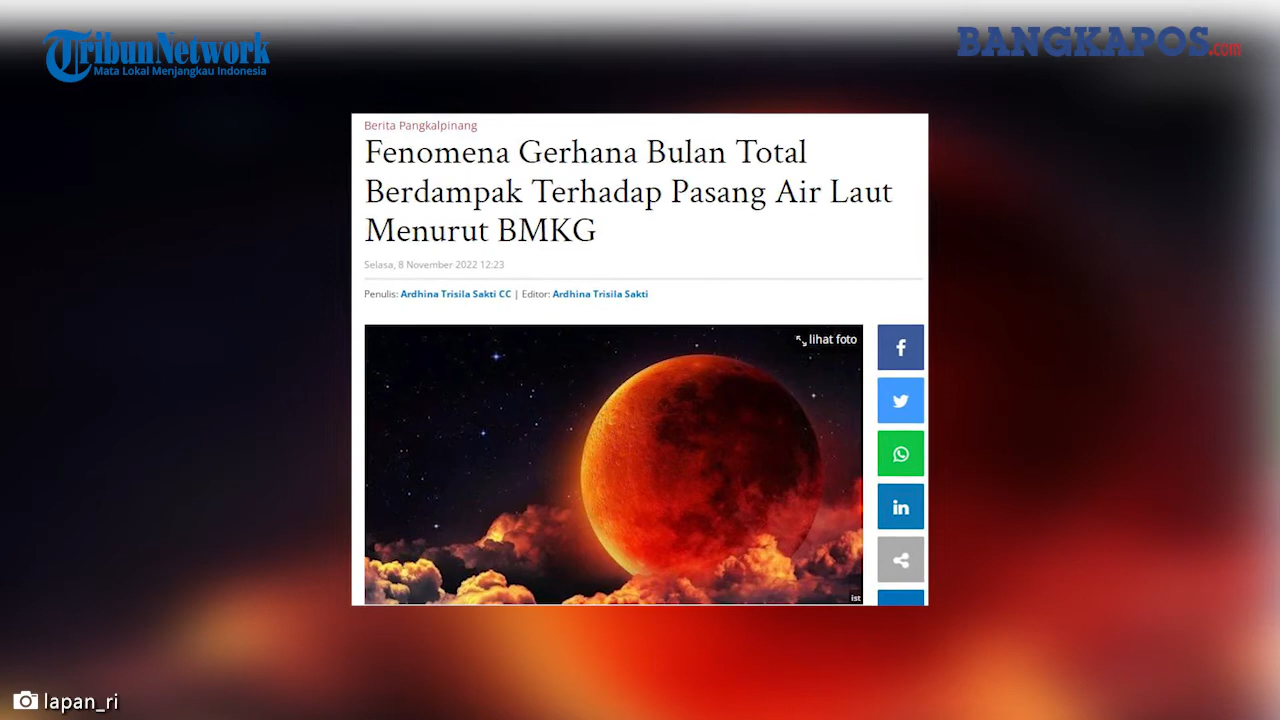 TribunNetwork
Mata Lokal Menjangkau Indonesia
BANGKAPOS.com
Berita Pangkalpinang
Fenomena Gerhana Bulan Total
Berdampak Terhadap Pasang Air Laut
Menurut BMKG
Selasa, 8 November 2022 12:23
Penulis: Ardhina Trisila Sakti CC | Editor: Ardhina Trisila Sakti
lihat foto
f
in
ist
lapan_ri